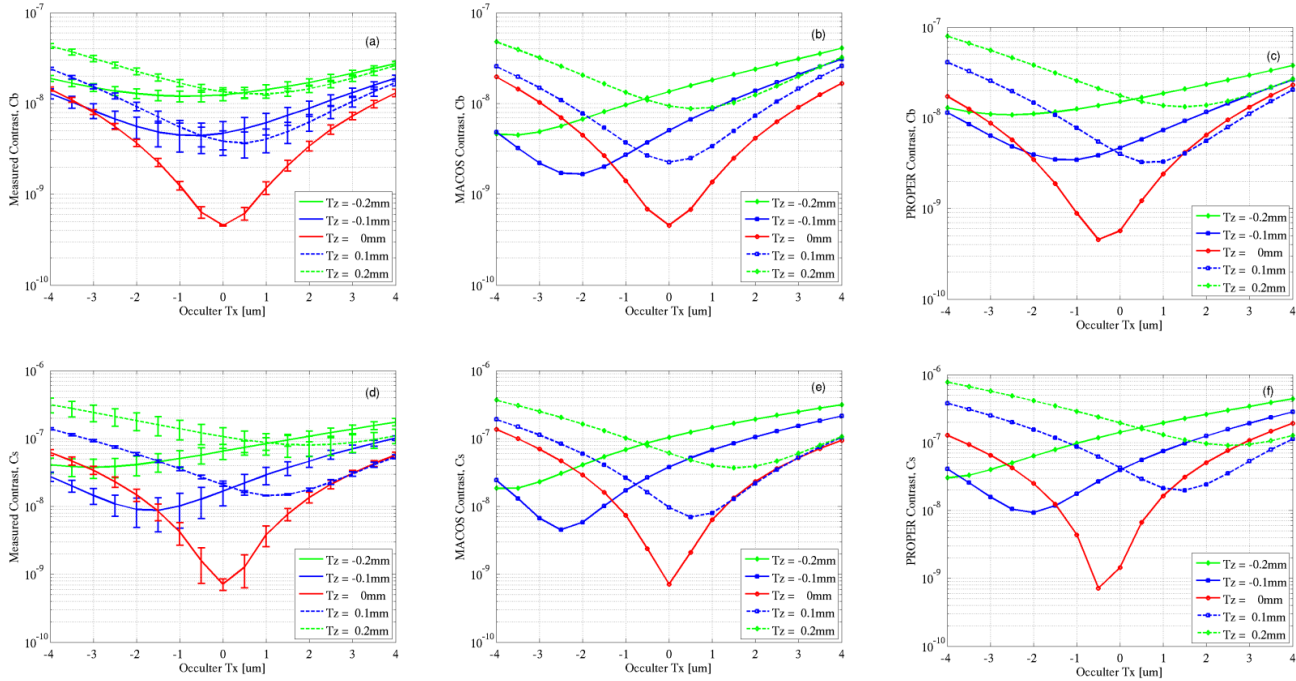 (a)
Measured Contrast, Cb
10^-7
10^-8
10^-9
10^-10
-4 -3 -2 -1 0 1 2 3 4
Occulter Tx [um]
Tz = -0.2mm
Tz = -0.1mm
Tz = 0mm
Tz = 0.1mm
Tz = 0.2mm
(b)
MACOS Contrast, Cb
10^-7
10^-8
10^-9
10^-10
-4 -3 -2 -1 0 1 2 3 4
Occulter Tx [um]
Tz = -0.2mm
Tz = -0.1mm
Tz = 0mm
Tz = 0.1mm
Tz = 0.2mm
(c)
PROPER Contrast, Cb
10^-7
10^-8
10^-9
10^-10
-4 -3 -2 -1 0 1 2 3 4
Occulter Tx [um]
Tz = -0.2mm
Tz = -0.1mm
Tz = 0mm
Tz = 0.1mm
Tz = 0.2mm
(d)
Measured Contrast, Cs
10^-6
10^-7
10^-8
10^-9
10^-10
-4 -3 -2 -1 0 1 2 3 4
Occulter Tx [um]
Tz = -0.2mm
Tz = -0.1mm
Tz = 0mm
Tz = 0.1mm
Tz = 0.2mm
(e)
MACOS Contrast, Cs
10^-6
10^-7
10^-8
10^-9
10^-10
-4 -3 -2 -1 0 1 2 3 4
Occulter Tx [um]
Tz = -0.2mm
Tz = -0.1mm
Tz = 0mm
Tz = 0.1mm
Tz = 0.2mm
(f)
PROPER Contrast, Cs
10^-6
10^-7
10^-8
10^-9
10^-10
-4 -3 -2 -1 0 1 2 3 4
Occulter Tx [um]
Tz = -0.2mm
Tz = -0.1mm
Tz = 0mm
Tz = 0.1mm
Tz = 0.2mm